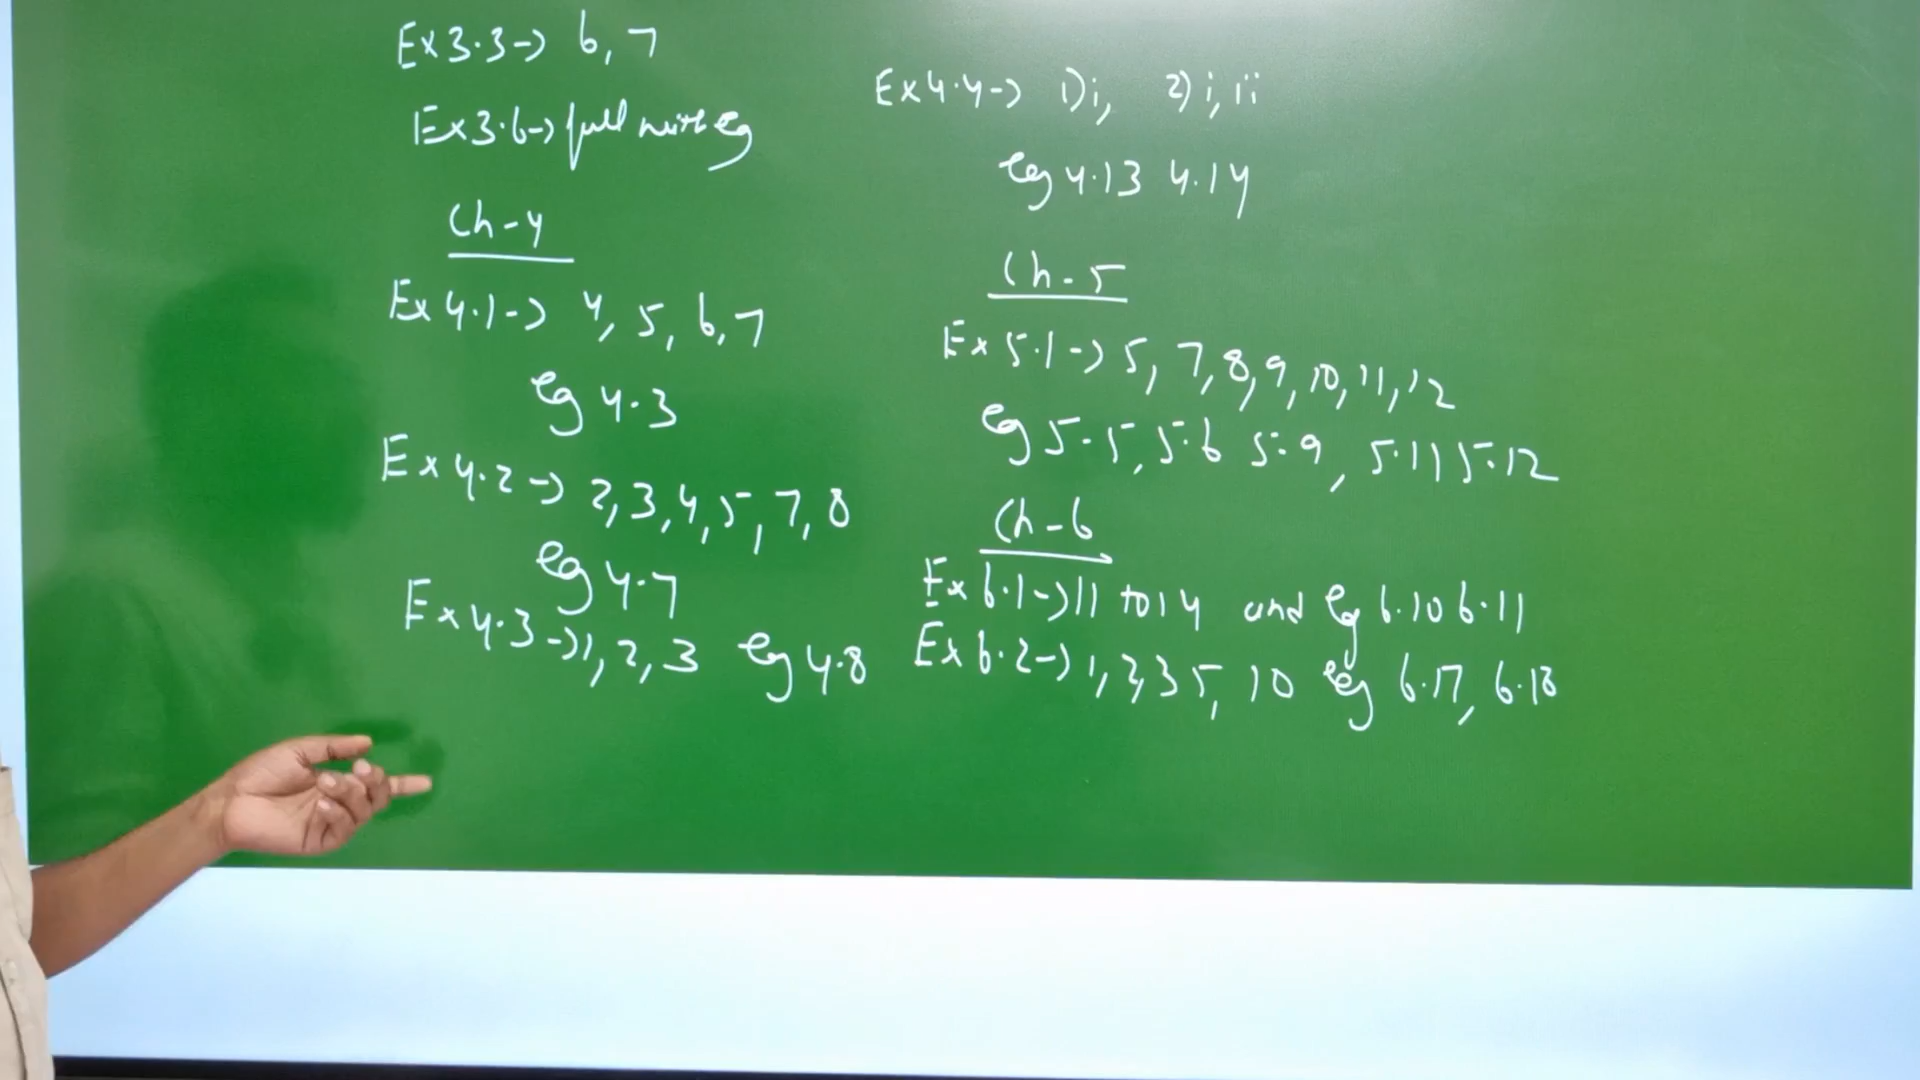 Ex 3.3 -> 6, 7
Ex 3.6 -> full with eg
Ch - 4
Ex 4.1 -> 4, 5, 6, 7
eg 4.3
Ex 4.2 -> 2, 3, 4, 5, 7, 8
eg 4.7
Ex 4.3 -> 1, 2, 3 eg 4.8
Ex 4.4 -> 1) i, 2) i, ii
eg 4.13 4.14
Ch - 5
Ex 5.1 -> 5, 7, 8, 9, 10, 11, 12
eg 5.5, 5.6 5.9, 5.11 5.12
Ch - 6
Ex 6.1 -> 11 to 14 and eg 6.10 6.11
Ex 6.2 -> 1, 2, 3 5, 10 eg 6.17, 6.18